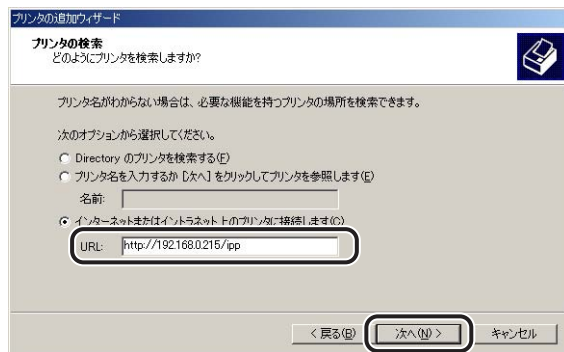 プリンタの追加ウィザード
プリンタの検索
どのようにプリンタを検索しますか?
プリンタ名がわからない場合は、必要な機能を持つプリンタの場所を検索できます。
次のオプションから選択してください。
Directory のプリンタを検索する(F)
プリンタ名を入力するか [次へ] をクリックしてプリンタを参照します(E)
名前:
インターネットまたはイントラネット上のプリンタに接続します(C)
URL: http://192.168.0.215/ipp
< 戻る(B) 次へ(N) > キャンセル